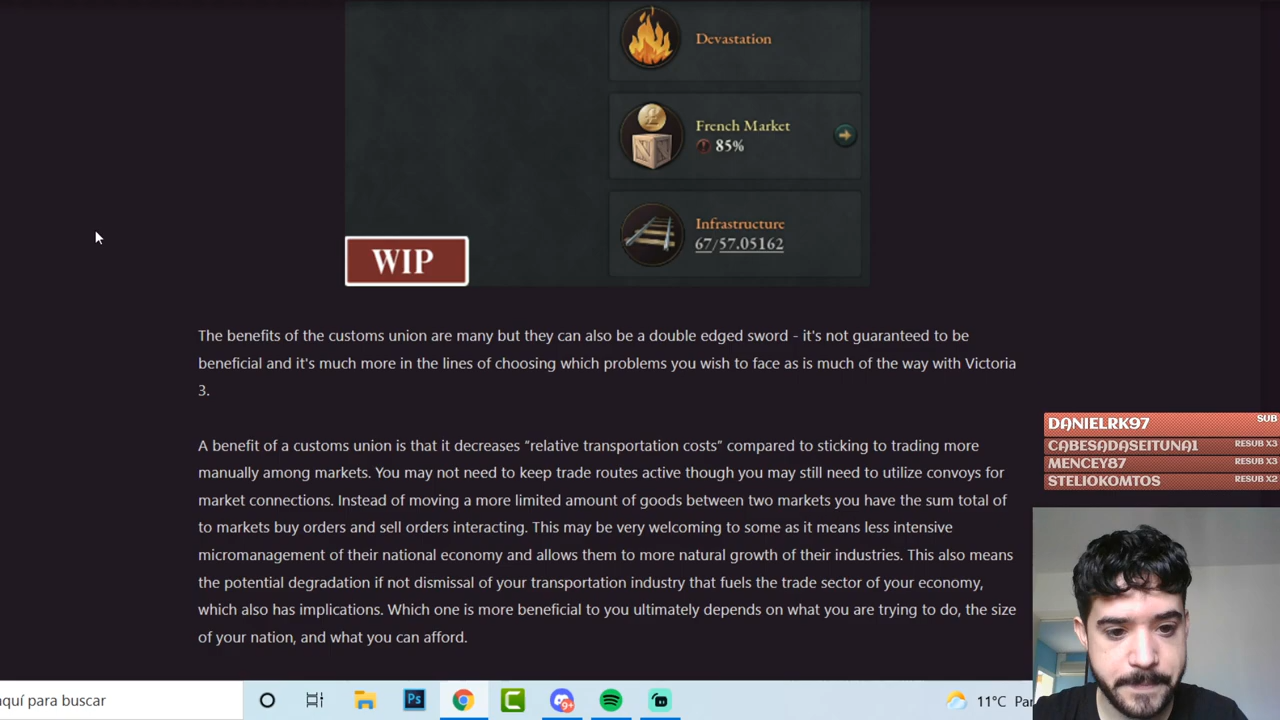 Devastation
French Market
85%
Infrastructure
67/57.05162
WIP
The benefits of the customs union are many but they can also be a double edged sword - it's not guaranteed to be
beneficial and it's much more in the lines of choosing which problems you wish to face as is much of the way with Victoria
3.
A benefit of a customs union is that it decreases “relative transportation costs” compared to sticking to trading more
manually among markets. You may not need to keep trade routes active though you may still need to utilize convoys for
market connections. Instead of moving a more limited amount of goods between two markets you have the sum total of
to markets buy orders and sell orders interacting. This may be very welcoming to some as it means less intensive
micromanagement of their national economy and allows them to more natural growth of their industries. This also means
the potential degradation if not dismissal of your transportation industry that fuels the trade sector of your economy,
which also has implications. Which one is more beneficial to you ultimately depends on what you are trying to do, the size
of your nation, and what you can afford.
DANIELRK97 SUB
CABESADASEITUNA1 RESUB X3
MENCEY87 RESUB X3
STELIOKOMTOS RESUB X2
aquí para buscar
Ps
C
9+
11°C Par